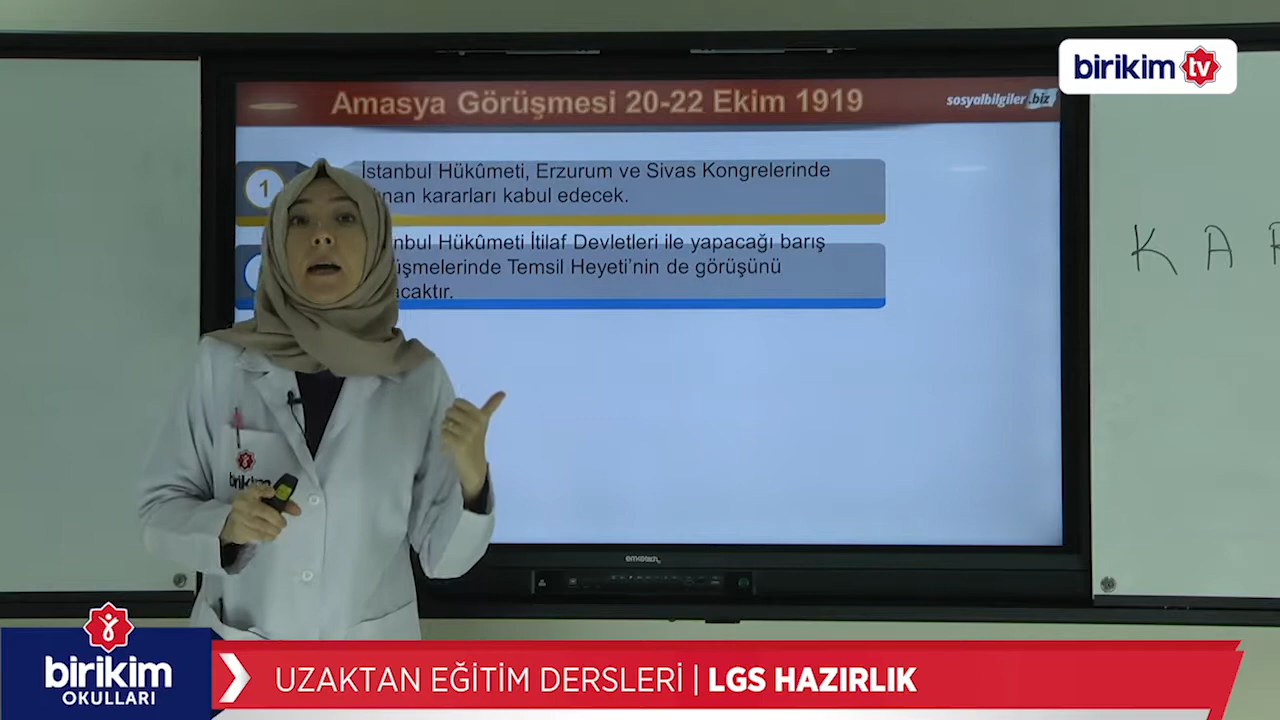 birikim tv
Amasya Görüşmesi 20-22 Ekim 1919
sosyalbilgiler.biz
1
İstanbul Hükûmeti, Erzurum ve Sivas Kongrelerinde
kararları kabul edecek.
Hükûmeti İtilaf Devletleri ile yapacağı barış
Temsil Heyeti'nin de görüşünü
K A
birikim
birikim
OKULLARI
UZAKTAN EĞİTİM DERSLERİ | LGS HAZIRLIK